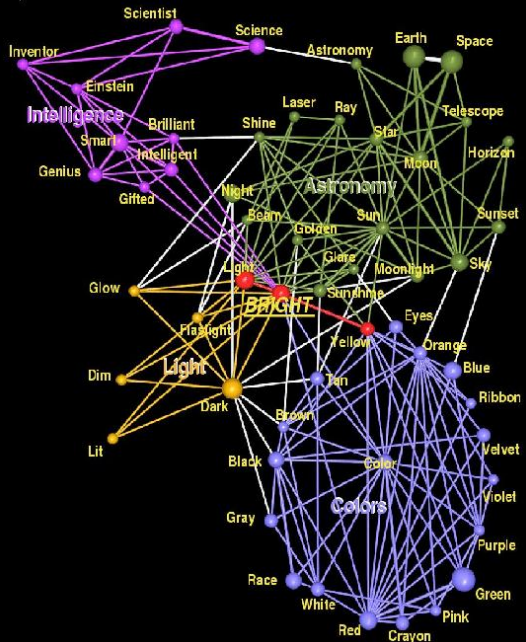 Scientist
Science
Earth
Space
Inventor
Astronomy
Einstein
Laser
Ray
Telescope
Intelligence
Brilliant
Shine
Star
Smart
Intelligent
Moon
Horizon
Genius
Gifted
Night
Astronomy
Beam
Golden
Sun
Sunset
Glare
Light
Moonlight
Sky
Glow
BRIGHT
Sunshine
Eyes
Flaslight
Yellow
Orange
Light
Blue
Dim
Tan
Dark
Ribbon
Brown
Lit
Velvet
Black
Color
Violet
Colors
Gray
Purple
Race
Green
White
Pink
Red
Crayon